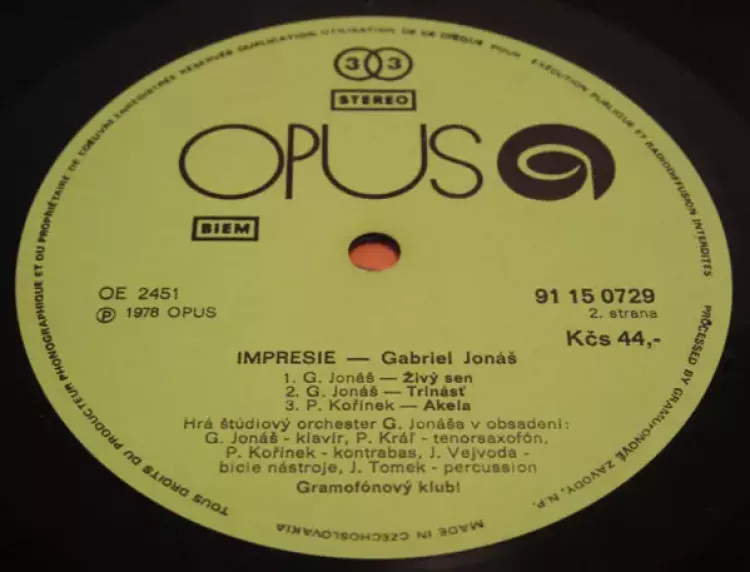 33
STEREO
OPUS
BIEM
OE 2451
Ⓟ 1978 OPUS
91 15 0729
2. strana
Kčs 44,-
IMPRESIE — Gabriel Jonáš
1. G. Jonáš — Živý sen
2. G. Jonáš — Trinásť
3. P. Kořínek — Akela
Hrá štúdiový orchester G. Jonáša v obsadení:
G. Jonáš - klavír, P. Kráľ - tenorsaxofón,
P. Kořínek - kontrabas, J. Vejvoda -
bicie nástroje, J. Tomek - percussion
Gramofónový klub!
TOUS DROITS DU PRODUCTEUR PHONOGRAPHIQUE ET DU PROPRIÉTAIRE DE L'OEUVRE ENREGISTRÉE RÉSERVÉS DUPLICATION, UTILISATION DE CE DISQUE POUR EXÉCUTION PUBLIQUE ET RADIODIFFUSION INTERDITES
PROCESSED BY GRAMOFONOVÉ ZÁVODY, N.P.
MADE IN CZECHOSLOVAKIA